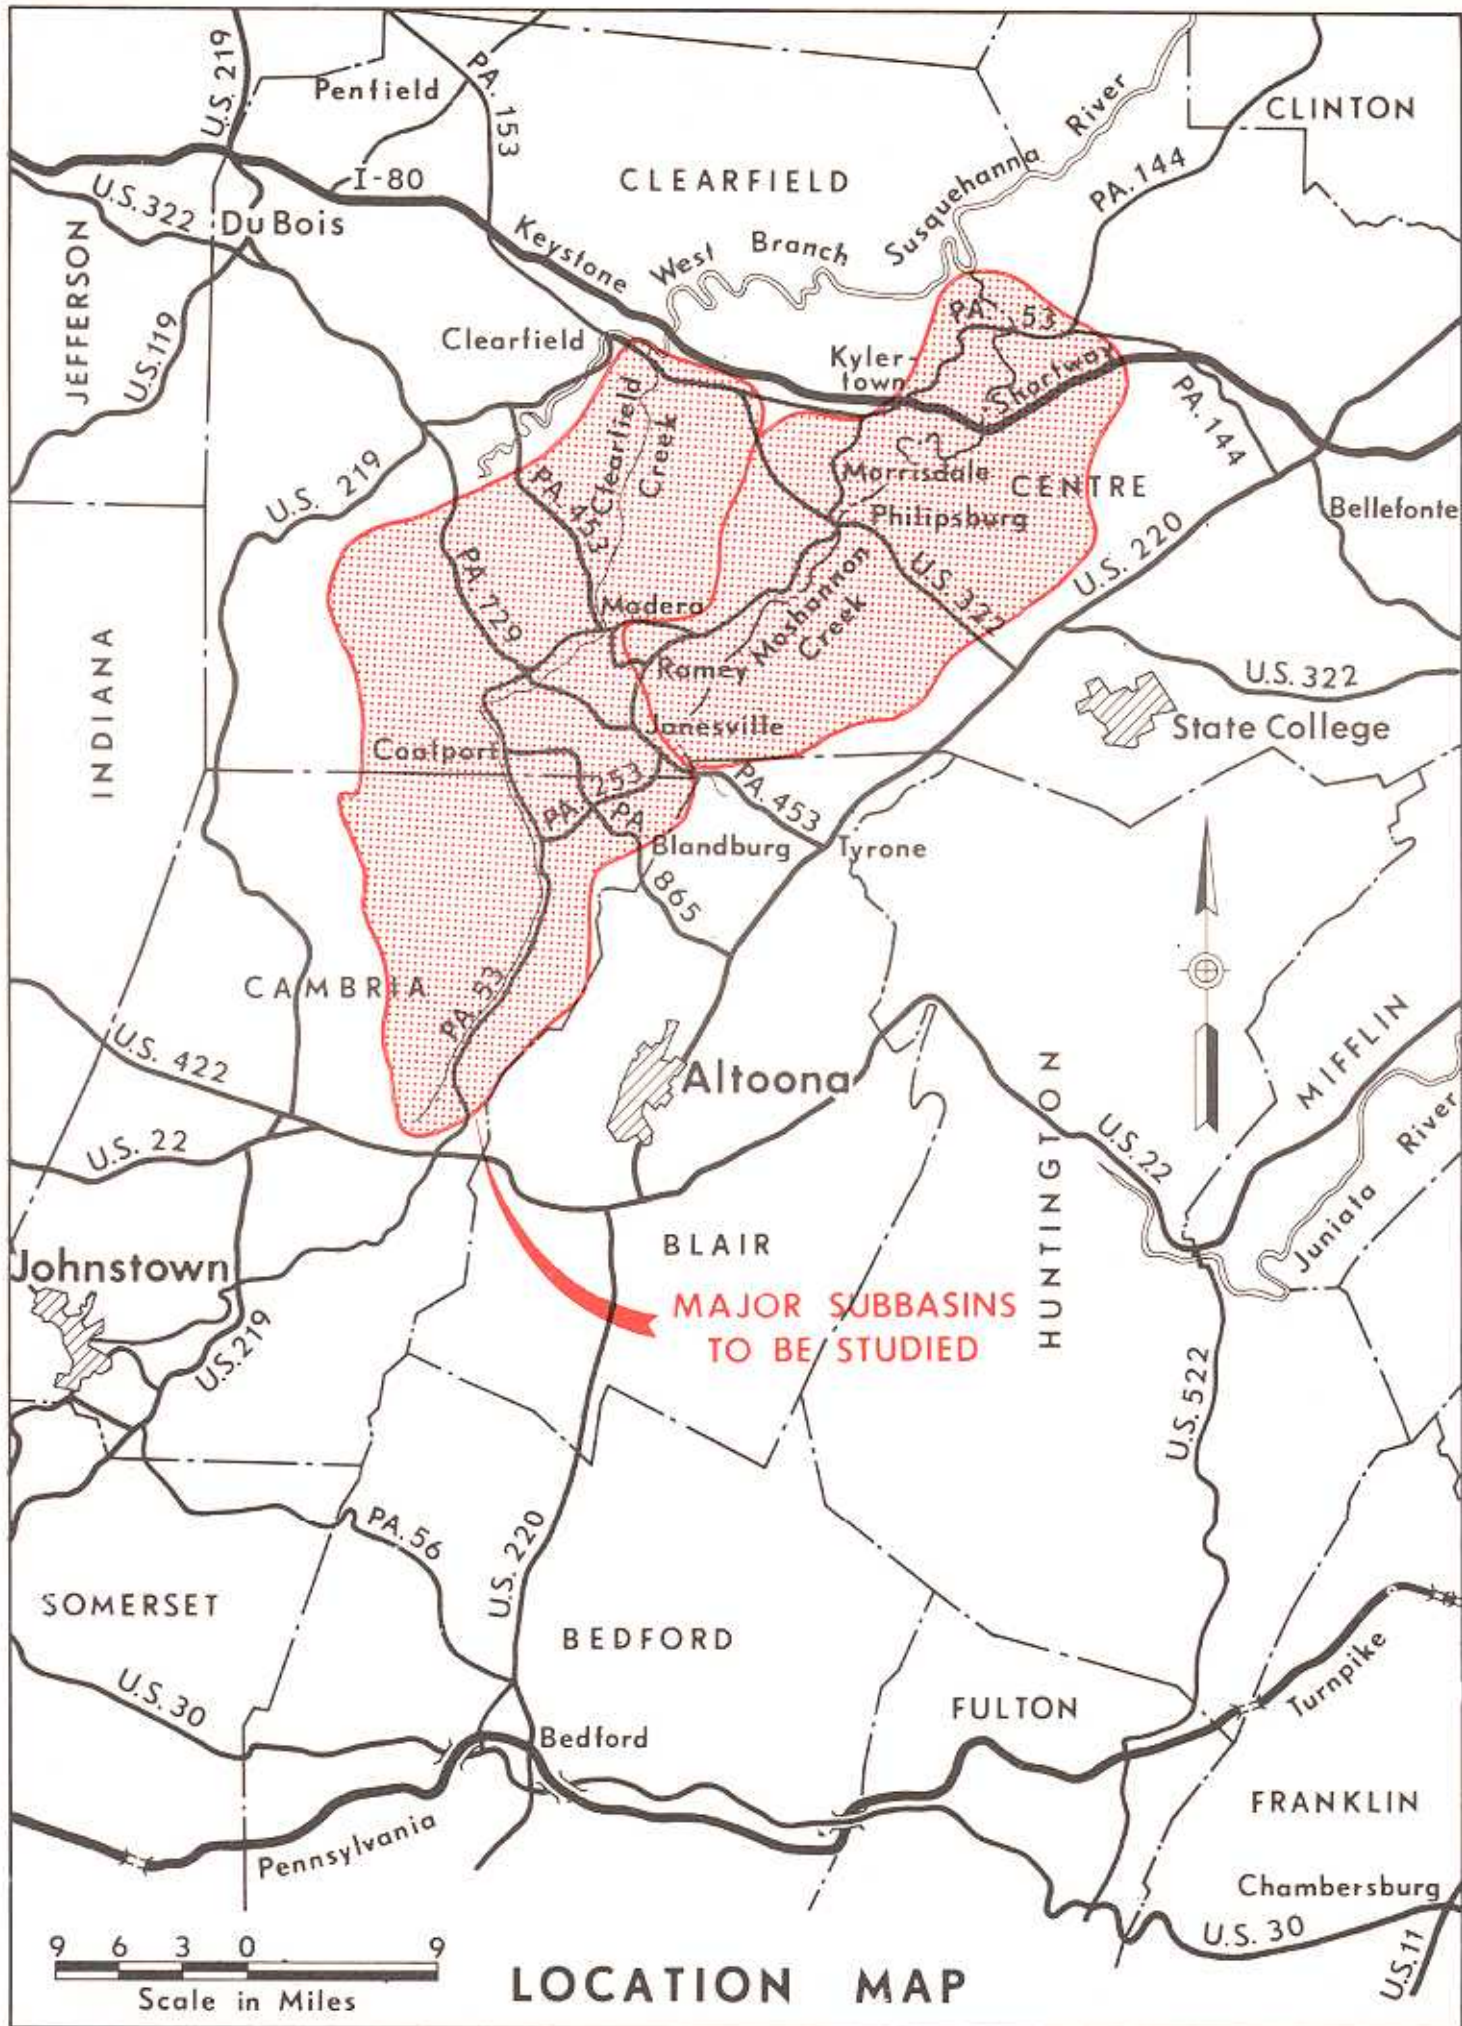 U.S. 219
Penfield
PA. 153
CLINTON
River
CLEARFIELD
Susquehanna
PA. 144
I-80
U.S. 322
Du Bois
JEFFERSON
Keystone
West
Branch
U.S. 119
Clearfield
PA. 53
Kyler-
town
Shortway
Clearfield
Creek
PA. 144
U.S. 219
PA. 453
Morrisdale
CENTRE
Philipsburg
Bellefonte
U.S. 220
PA. 729
U.S. 322
Madera
Moshannon
Creek
Ramey
INDIANA
U.S. 322
State College
Janesville
Coalport
PA. 253
PA.
PA. 453
Blandburg
Tyrone
865
CAMBRIA
PA. 53
U.S. 422
Altoona
MIFFLIN
HUNTINGTON
U.S. 22
U.S. 22
River
Juniata
BLAIR
Johnstown
MAJOR SUBBASINS
TO BE STUDIED
U.S. 219
U.S. 522
PA. 56
U.S. 220
SOMERSET
BEDFORD
U.S. 30
Turnpike
FULTON
Bedford
FRANKLIN
Pennsylvania
Chambersburg
U.S. 30
U.S. 11
9 6 3 0 9
Scale in Miles
LOCATION MAP